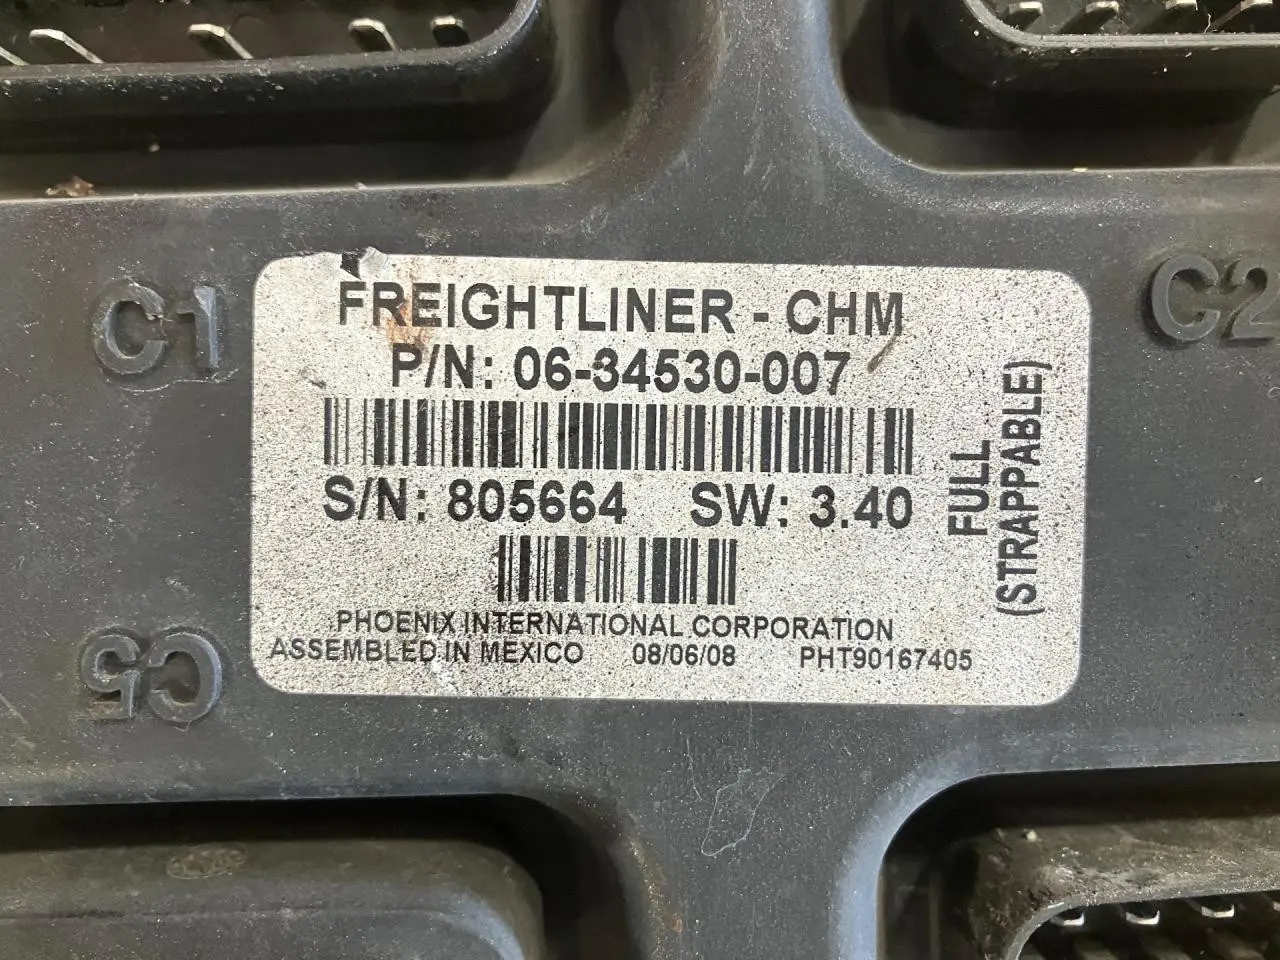 C1
C2
FREIGHTLINER - CHM
P/N: 06-34530-007
S/N: 805664 SW: 3.40
FULL
(STRAPPABLE)
PHOENIX INTERNATIONAL CORPORATION
ASSEMBLED IN MEXICO 08/06/08 PHT90167405
C5